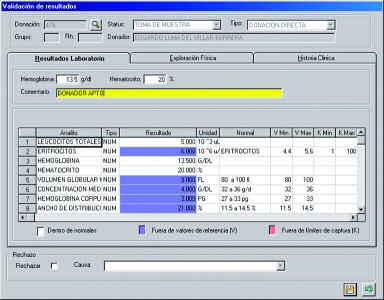 Validación de resultados
Donación: 474 Status: TOMA DE MUESTRA Tipo: DONACION DIRECTA
Grupo: Rh: Donador: EDUARDO LUNA DEL VILLAR BARRERA
Resultados Laboratorio Exploración Física Historia Clínica
Hemoglobina: 13.5 g/dl Hematocrito: 20 %
Comentario: DONADOR APTO
Analito Tipo Resultado Unidad Normal V Min V Max K Min K Max
1 LEUCOCITOS TOTALES NUM 5.000 10^3 uL
2 ERITROCITOS NUM 6.000 10^6 u/ ERITROCITOS 4.4 5.6 1 100
3 HEMOGLOBINA NUM 13.500 G/DL
4 HEMATOCRITO NUM 20.000 %
5 VOLUMEN GLOBULAR NUM 9.000 FL 80 a 100 f. 80 100
6 CONCENTRACION MED NUM 4.000 G/DL 32 a 36 g/d 32 36
7 HEMOGLOBINA CORPU NUM 3.000 PG 27 a 33 pg 27 33
8 ANCHO DE DISTRIBUCI NUM 21.000 % 11.5 a 14.5 % 11.5 14.5
Dentro de normales Fuera de valores de referencia (V) Fuera de límites de captura (K)
Rechazo
Rechazar Causa